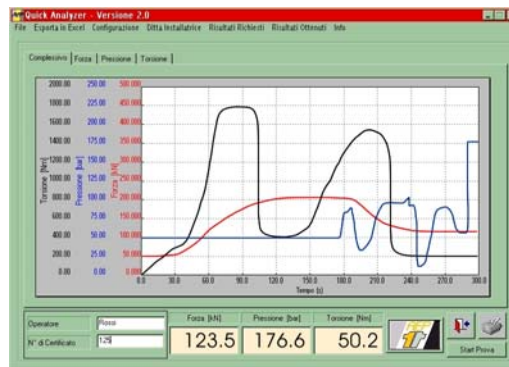 Quick Analyzer - Versione 2.0
File Esporta in Excel Configurazione Ditta Installatrice Risultati Richiesti Risultati Ottenuti Info
Complessivo Forza Pressione Torsione
2000.00 250.00 500.000
1800.00 225.00 450.000
1600.00 200.00 400.000
1400.00 175.00 350.000
1200.00 150.00 300.000
1000.00 125.00 250.000
800.00 100.00 200.000
600.00 75.00 150.000
400.00 50.00 100.000
200.00 25.00 50.000
0.00 0.00
Torsione [Nm]
Pressione [bar]
Forza [kN]
0.0 30.0 60.0 90.0 120.0 150.0 180.0 210.0 240.0 270.0 300.0
Tempo [s]
Operatore Rossi
N° di Certificato 125
Forza [kN] Pressione [bar] Torsione [Nm]
123.5 176.6 50.2
Start Prova